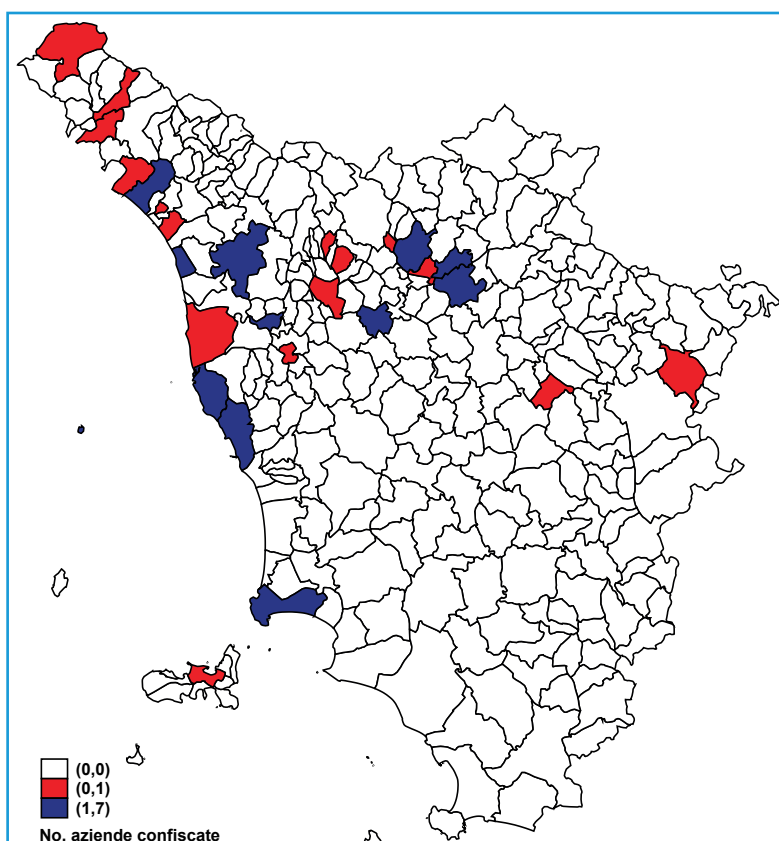 (0,0)
(0,1)
(1,7)
No. aziende confiscate